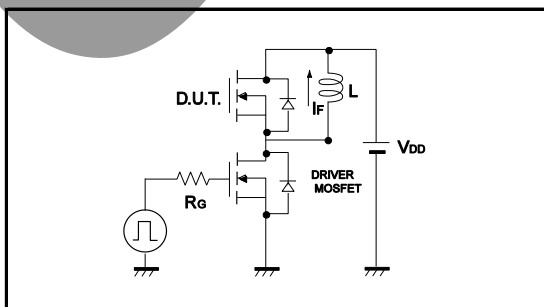 D.U.T.
L
IF
VDD
DRIVER
MOSFET
RG